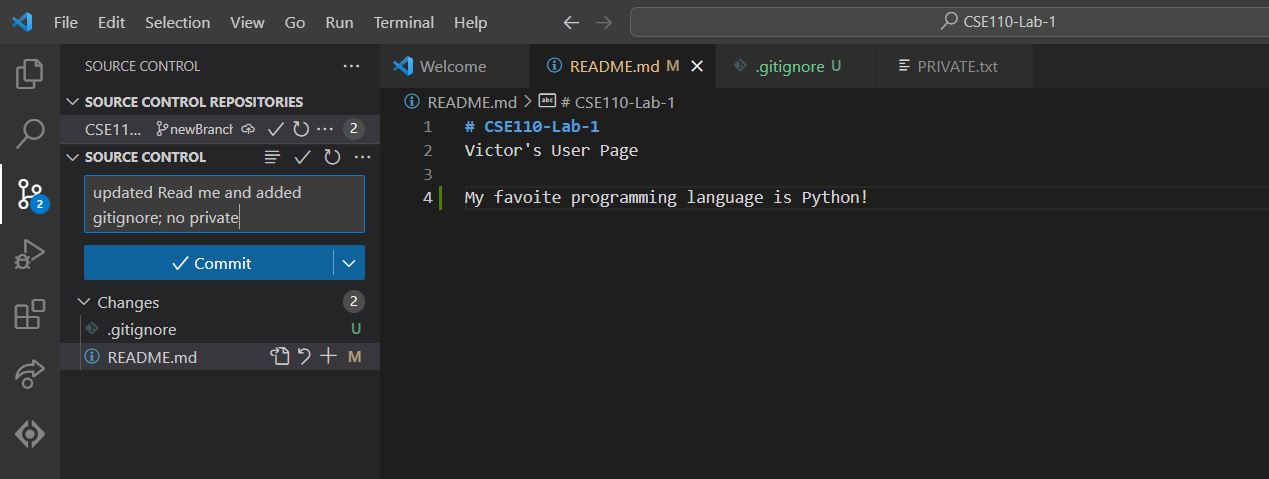 File Edit Selection View Go Run Terminal Help CSE110-Lab-1
SOURCE CONTROL ...
Welcome README.md M .gitignore U PRIVATE.txt
SOURCE CONTROL REPOSITORIES
CSE11... newBranch ... 2
SOURCE CONTROL ...
updated Read me and added
gitignore; no private
Commit
Changes 2
.gitignore U
README.md M
2
README.md > abc # CSE110-Lab-1
1 # CSE110-Lab-1
2 Victor's User Page
3
4 My favoite programming language is Python!